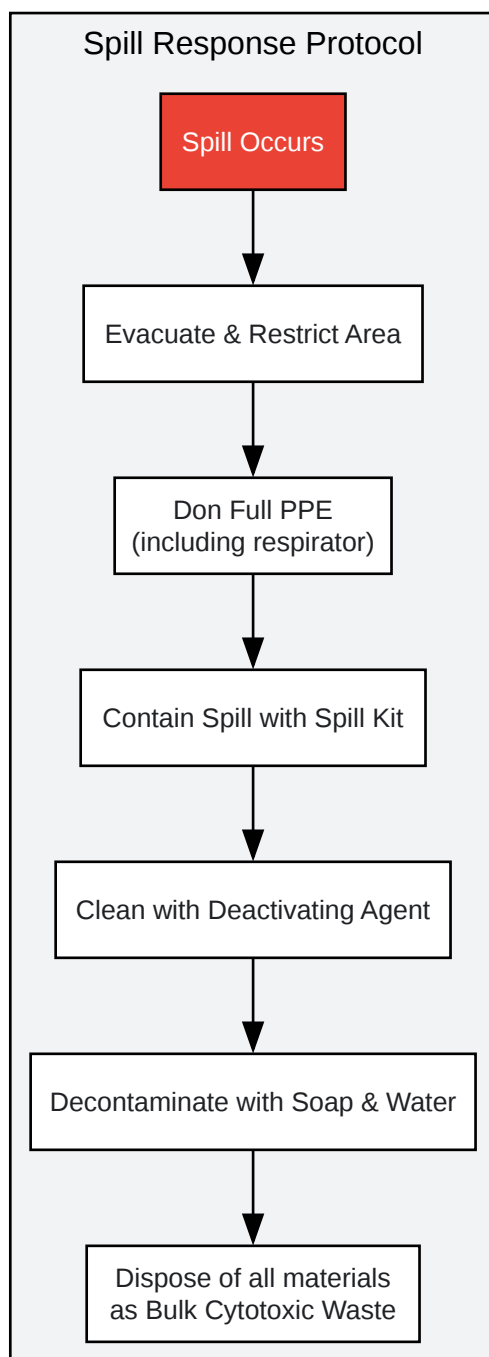 Spill Response Protocol
Spill Occurs
Evacuate & Restrict Area
Don Full PPE
(including respirator)
Contain Spill with Spill Kit
Clean with Deactivating Agent
Decontaminate with Soap & Water
Dispose of all materials
as Bulk Cytotoxic Waste